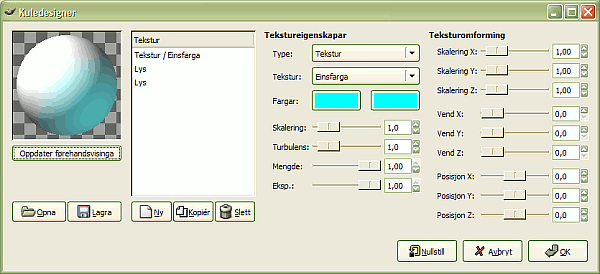 Kuledesigner
Oppdater førehandsvisinga
Opna
Lagra
Tekstur
Tekstur / Einsfarga
Lys
Lys
Ny
Kopiér
Slett
Tekstureigenskapar
Type: Tekstur
Tekstur: Einsfarga
Fargar:
Skalering: 1,0
Turbulens: 1,0
Mengde: 1,00
Eksp.: 1,00
Teksturomforming
Skalering X: 1,00
Skalering Y: 1,00
Skalering Z: 1,00
Vend X: 0,0
Vend Y: 0,0
Vend Z: 0,0
Posisjon X: 0,0
Posisjon Y: 0,0
Posisjon Z: 0,0
Nullstill
Avbryt
OK